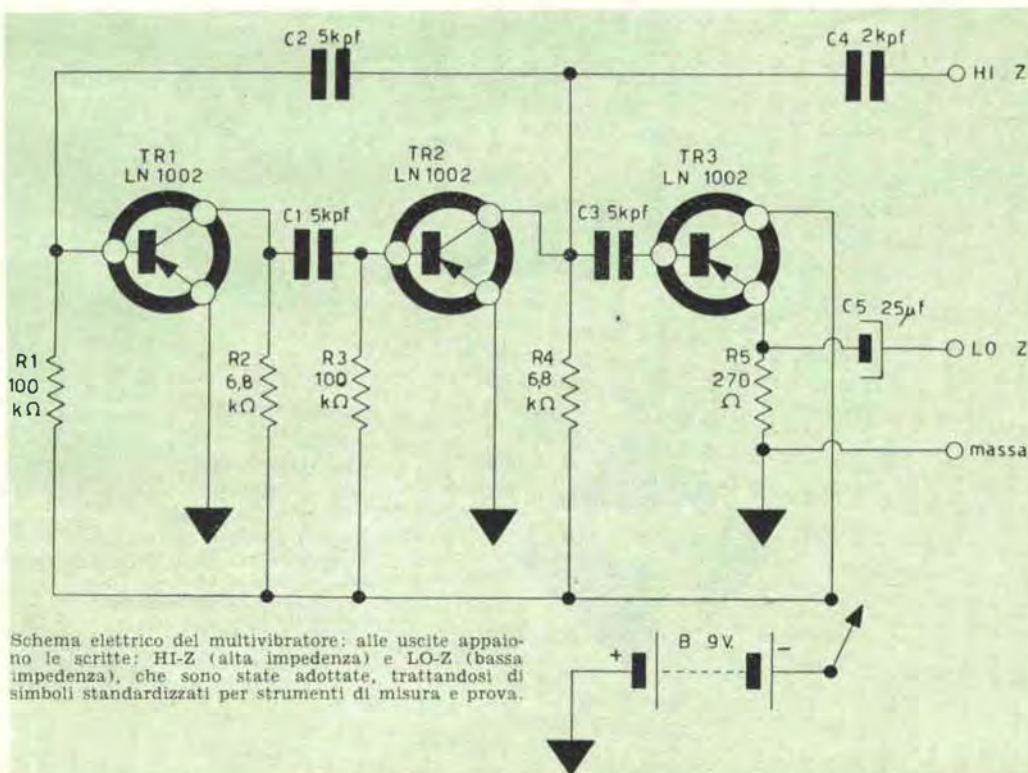 C2 5kpf
C4 2kpf
HI Z
TR1
LN 1002
TR2
LN 1002
TR3
LN 1002
C1 5kpf
C3 5kpf
C5 25µf
LO Z
R1
100
kΩ
R2
6,8
kΩ
R3
100
kΩ
R4
6,8
kΩ
R5
270
Ω
massa
Schema elettrico del multivibratore: alle uscite appaio-
no le scritte: HI-Z (alta impedenza) e LO-Z (bassa
impedenza), che sono state adottate, trattandosi di
simboli standardizzati per strumenti di misura e prova.
+ B 9V. -